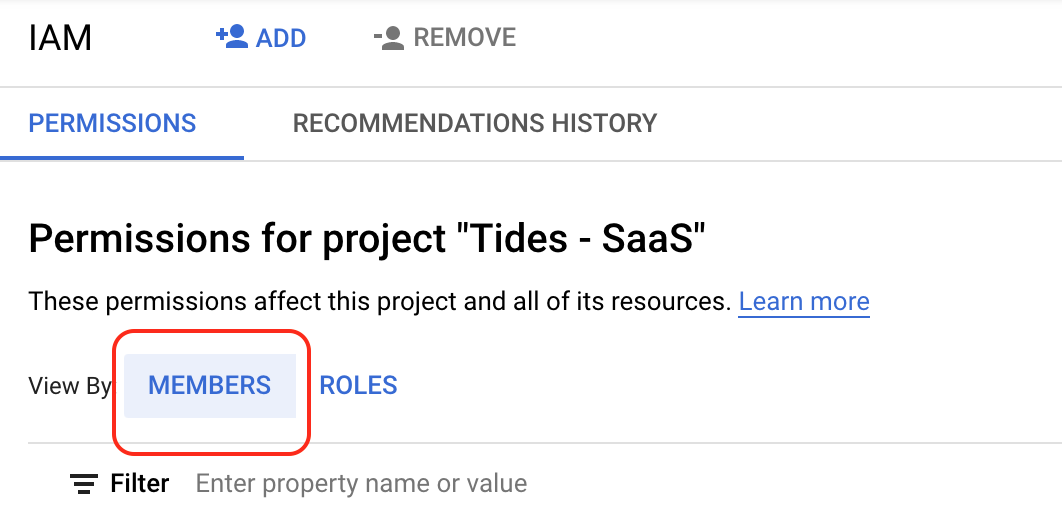 IAM ADD REMOVE
PERMISSIONS RECOMMENDATIONS HISTORY
Permissions for project "Tides - SaaS"
These permissions affect this project and all of its resources. Learn more
View By MEMBERS ROLES
Filter Enter property name or value